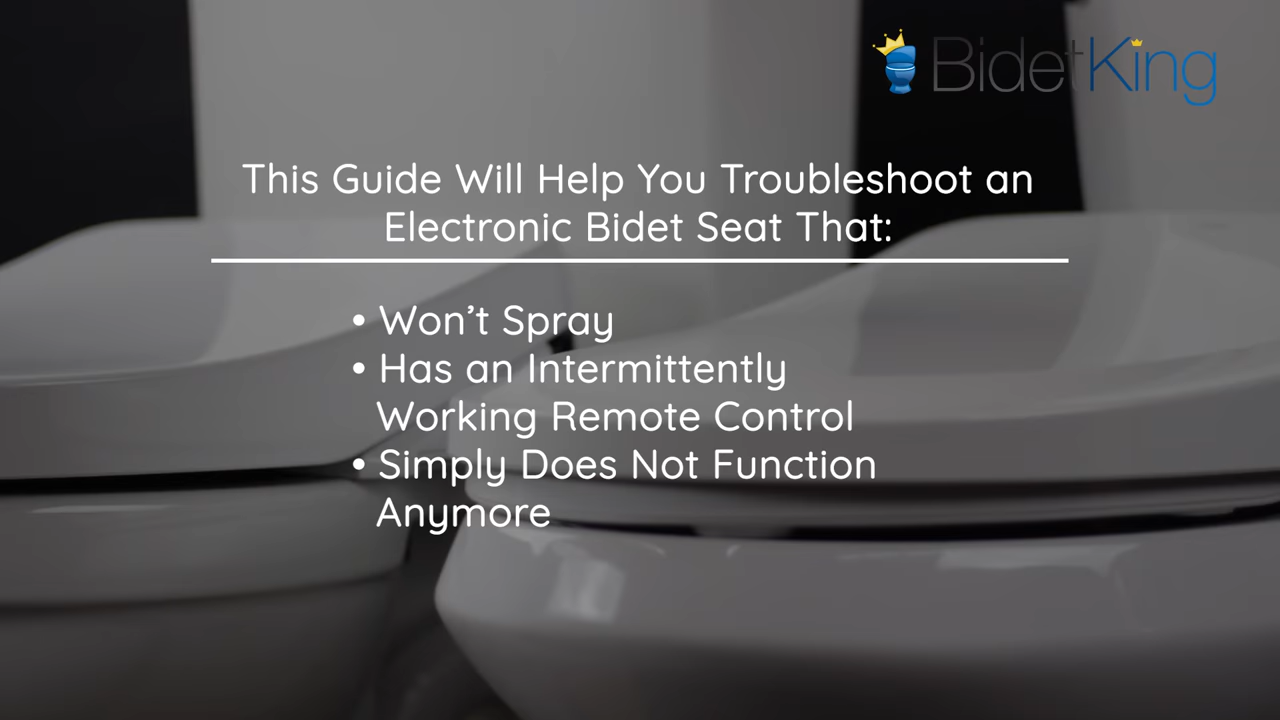 BidetKing
This Guide Will Help You Troubleshoot an
Electronic Bidet Seat That:
• Won’t Spray
• Has an Intermittently
Working Remote Control
• Simply Does Not Function
Anymore